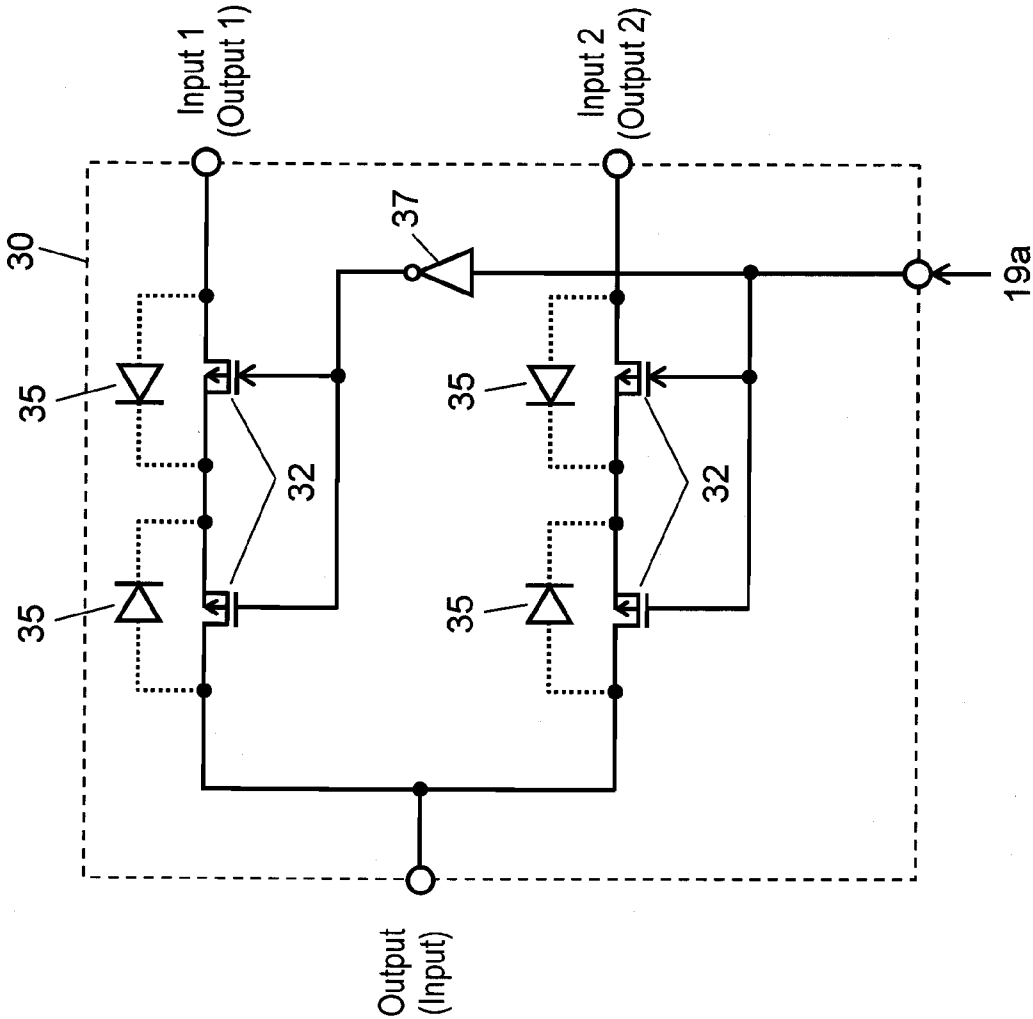 30
35
35
Input 1
(Output 1)
32
37
Output
(Input)
35
35
Input 2
(Output 2)
32
19a